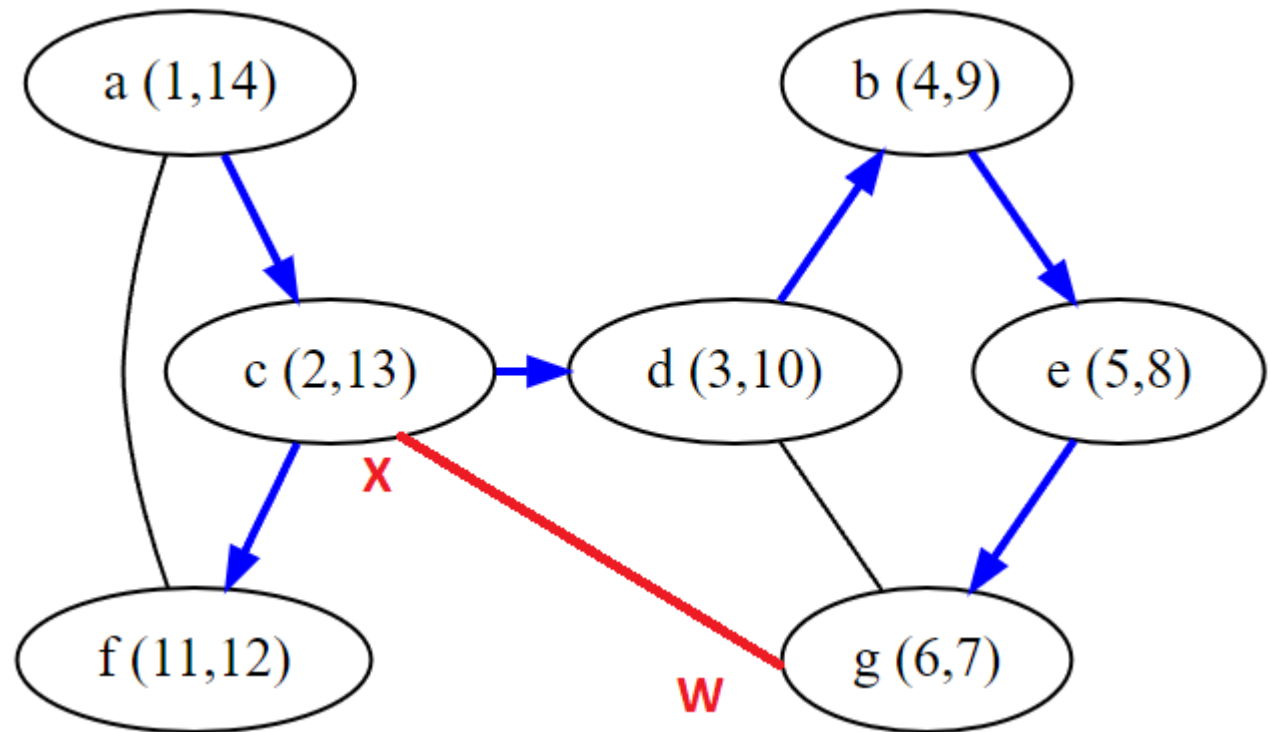 a (1,14)
b (4,9)
c (2,13)
d (3,10)
e (5,8)
X
f (11,12)
W
g (6,7)